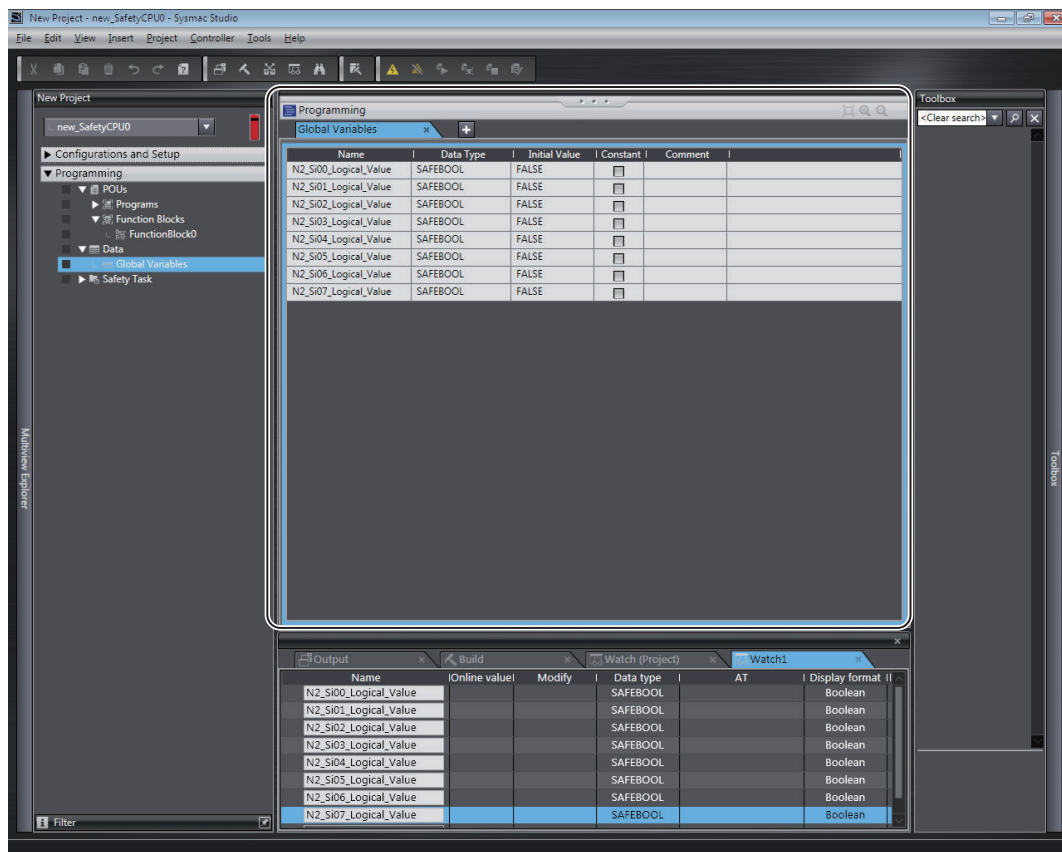 New Project - new_SafetyCPU0 - Sysmac Studio
File Edit View Insert Project Controller Tools Help
New Project
new_SafetyCPU0
Configurations and Setup
Programming
POUs
Programs
Function Blocks
FunctionBlock0
Data
Global Variables
Safety Task
Filter
Multiview Explorer
Programming
Global Variables
Name Data Type Initial Value Constant Comment
N2_Si00_Logical_Value SAFEBOOL FALSE
N2_Si01_Logical_Value SAFEBOOL FALSE
N2_Si02_Logical_Value SAFEBOOL FALSE
N2_Si03_Logical_Value SAFEBOOL FALSE
N2_Si04_Logical_Value SAFEBOOL FALSE
N2_Si05_Logical_Value SAFEBOOL FALSE
N2_Si06_Logical_Value SAFEBOOL FALSE
N2_Si07_Logical_Value SAFEBOOL FALSE
Output Build Watch (Project) Watch1
Name Online value Modify Data type AT Display format
N2_Si00_Logical_Value SAFEBOOL Boolean
N2_Si01_Logical_Value SAFEBOOL Boolean
N2_Si02_Logical_Value SAFEBOOL Boolean
N2_Si03_Logical_Value SAFEBOOL Boolean
N2_Si04_Logical_Value SAFEBOOL Boolean
N2_Si05_Logical_Value SAFEBOOL Boolean
N2_Si06_Logical_Value SAFEBOOL Boolean
N2_Si07_Logical_Value SAFEBOOL Boolean
Toolbox
<Clear search>
Toolbox